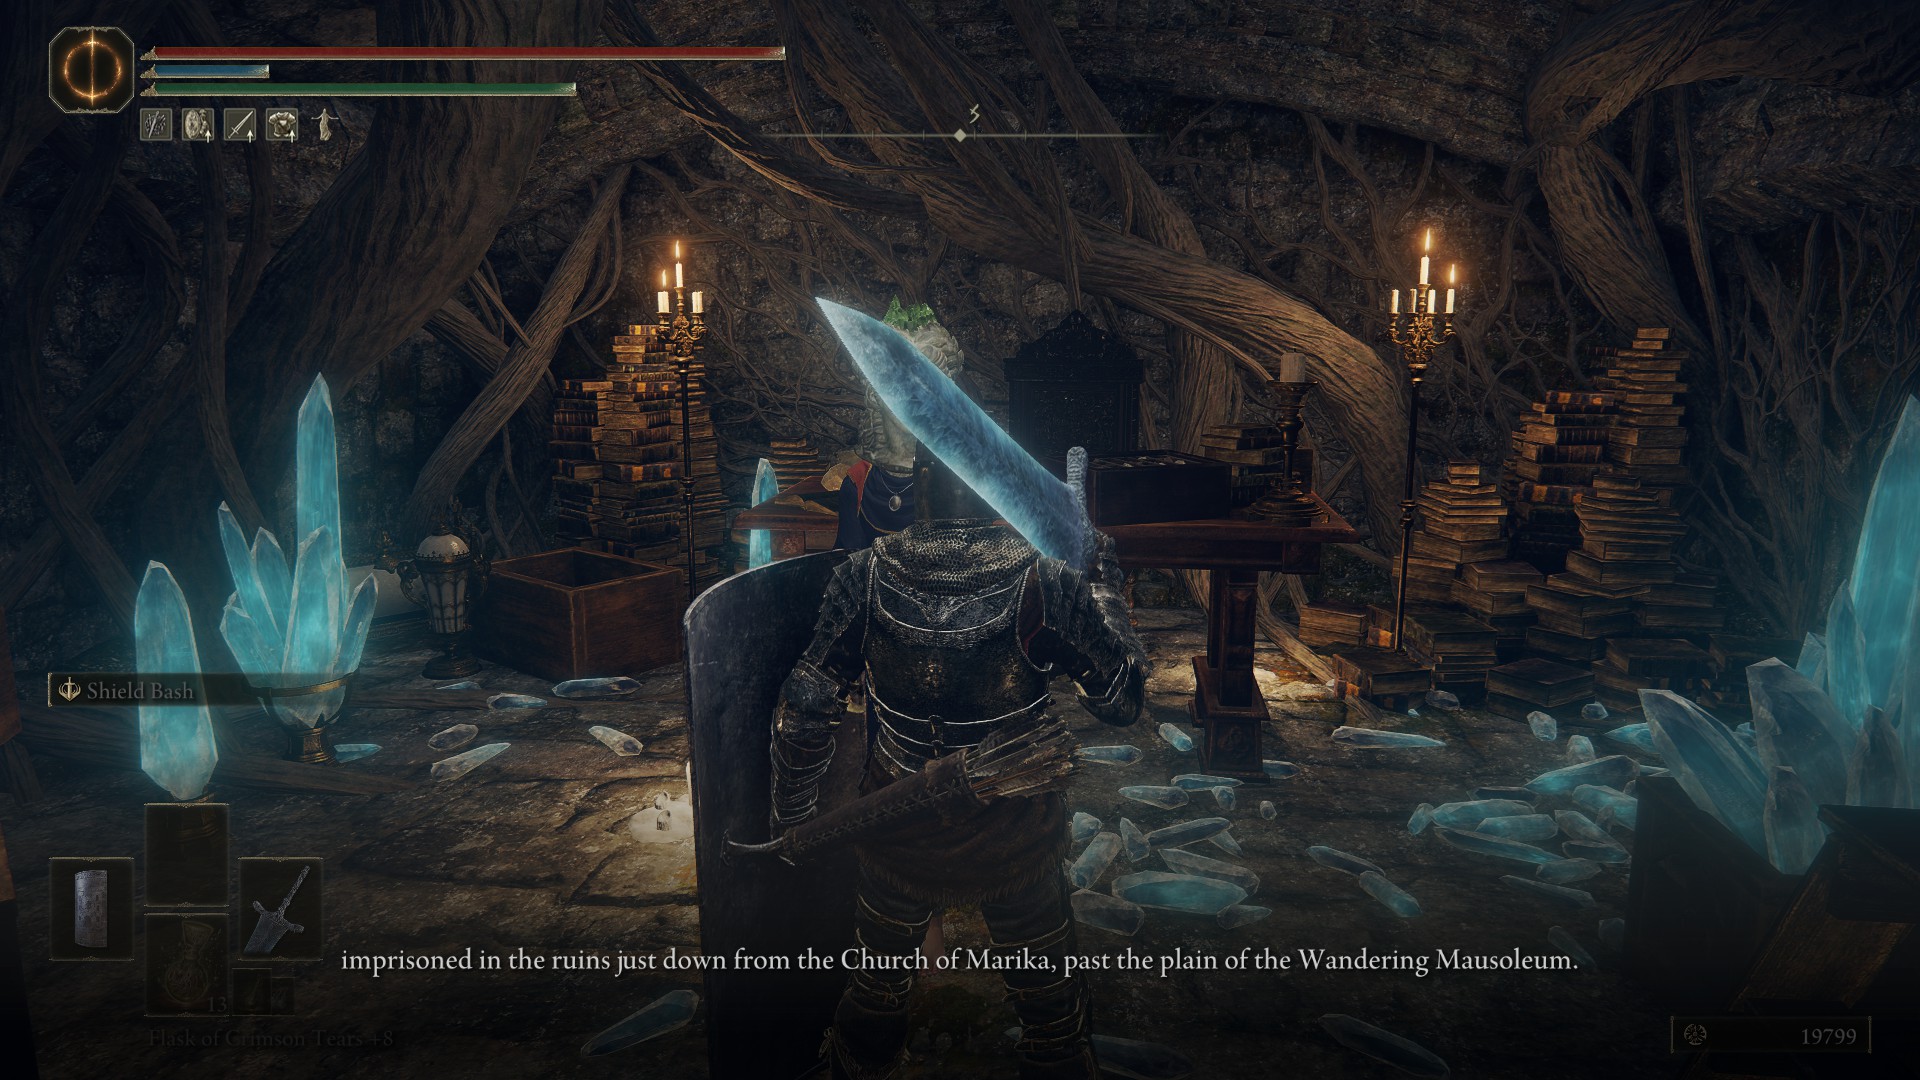 S
Shield Bash
imprisoned in the ruins just down from the Church of Marika, past the plain of the Wandering Mausoleum.
13
Flask of Crimson Tears +8
19799